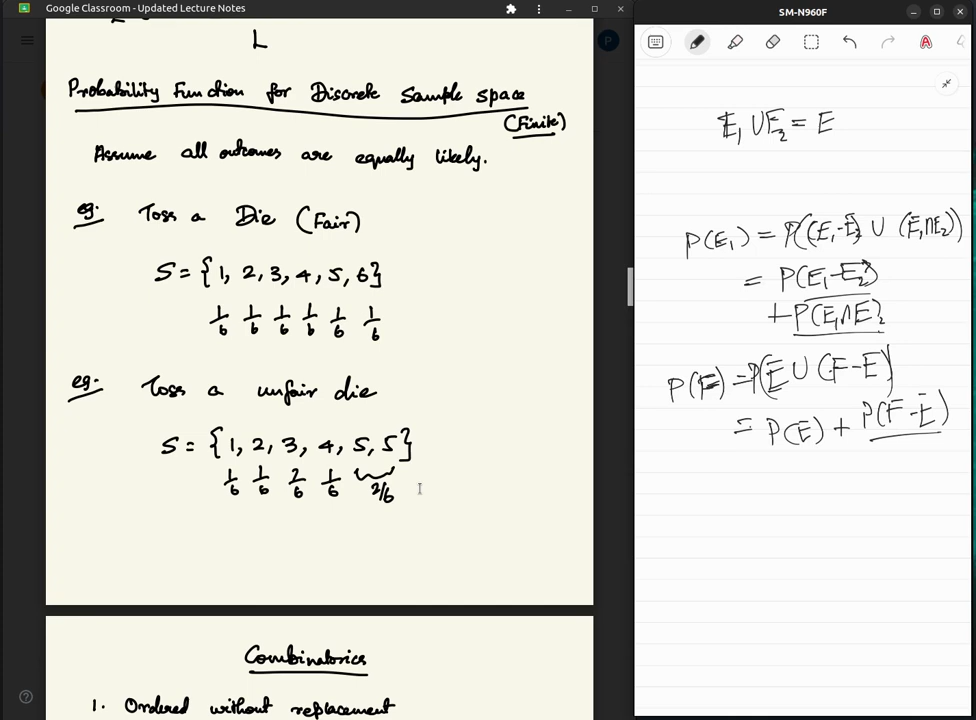 Google Classroom - Updated Lecture Notes
L
Probability Function for Discrete Sample space
(Finite)
Assume all outcomes are equally likely.
eg: Toss a Die (Fair)
S = {1, 2, 3, 4, 5, 6}
1/6 1/6 1/6 1/6 1/6 1/6
eg: Toss a unfair die
S = {1, 2, 3, 4, 5, 5}
1/6 1/6 2/6 1/6 2/6
Combinatorics
1. Ordered without replacement
SM-N960F
E₁ ∪ E₂ = E
P(E₁) = P((E₁-E₂) ∪ (E₁∩E₂))
= P(E₁-E₂)
+ P(E₁∩E)₂
P(F) = P(E ∪ (F-E))
= P(E) + P(F-E)